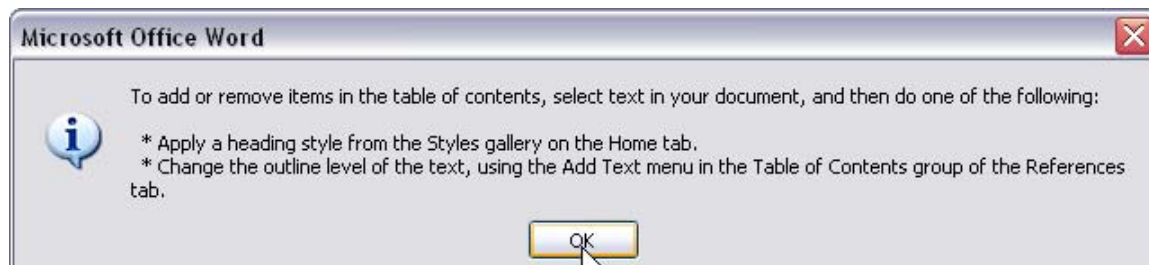 Microsoft Office Word
To add or remove items in the table of contents, select text in your document, and then do one of the following:
* Apply a heading style from the Styles gallery on the Home tab.
* Change the outline level of the text, using the Add Text menu in the Table of Contents group of the References
tab.
OK